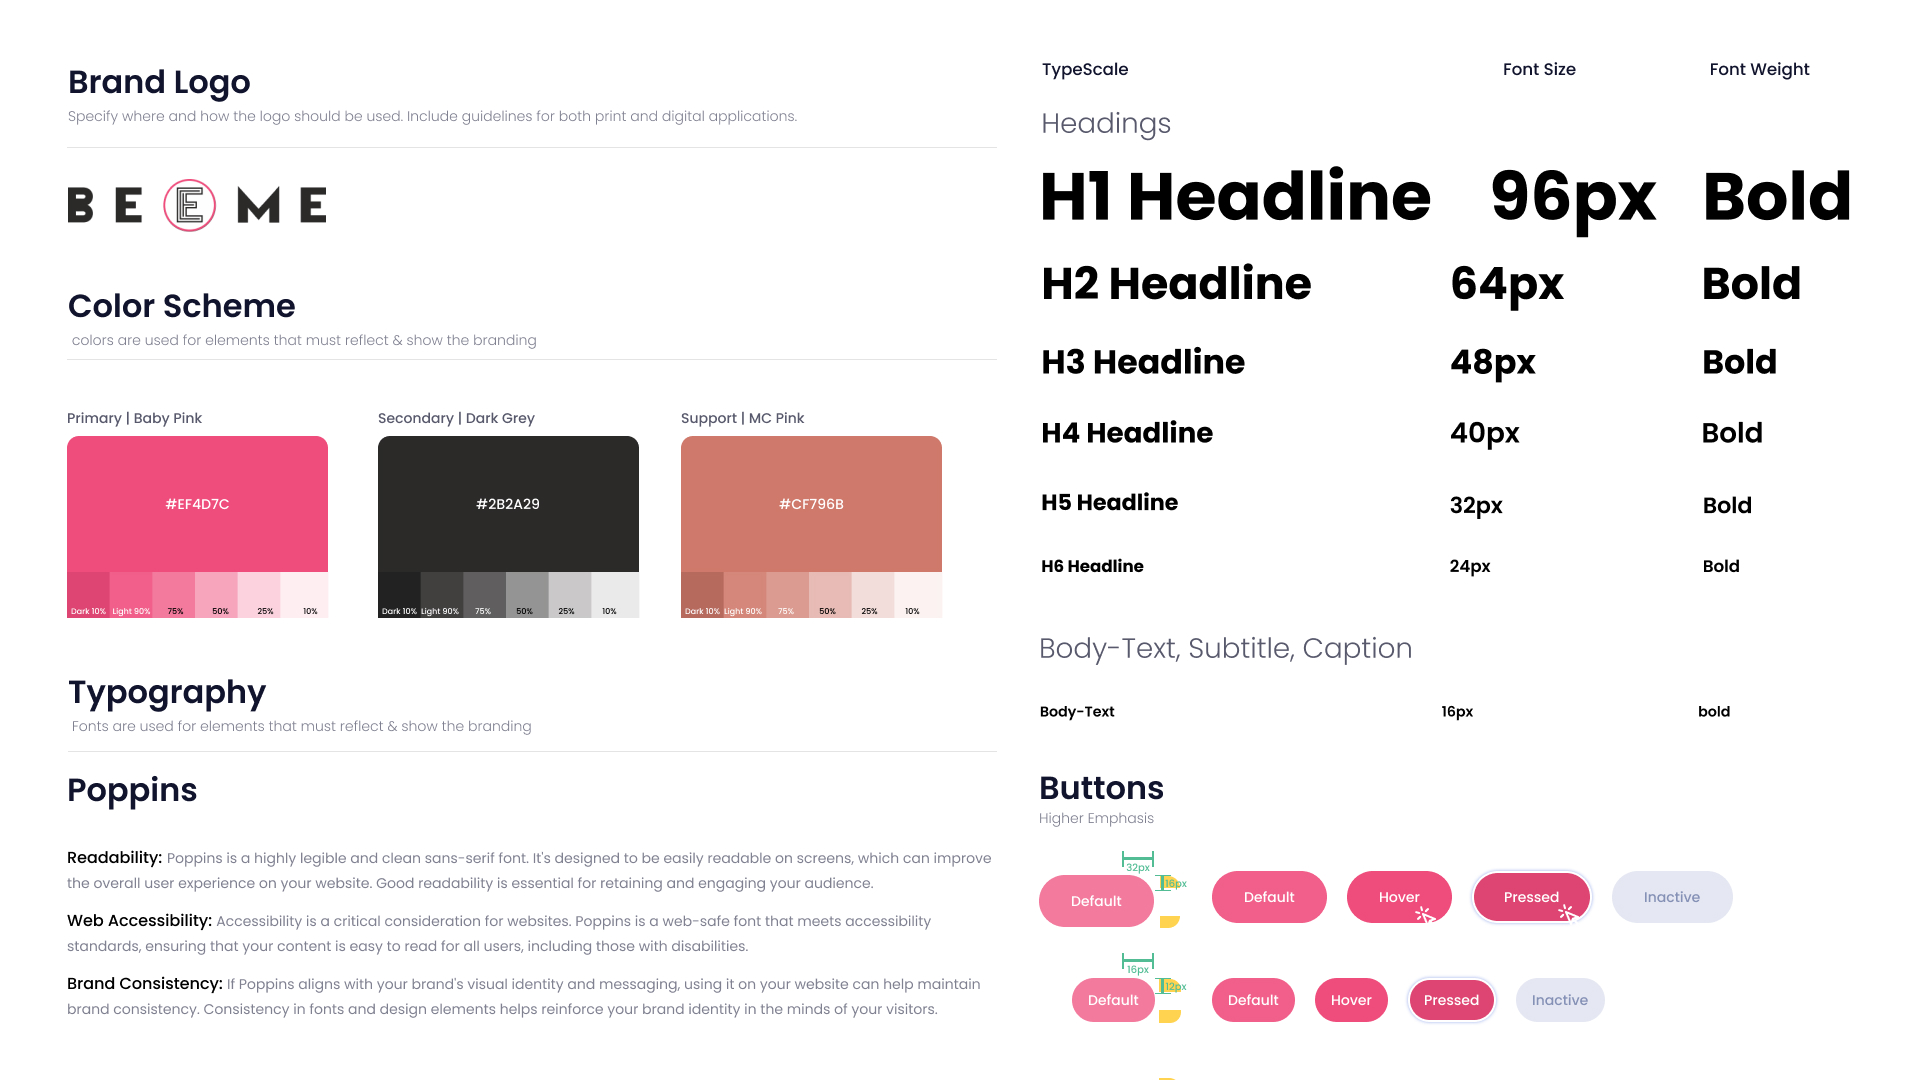 Brand Logo
Specify where and how the logo should be used. Include guidelines for both print and digital applications.
B E E M E
Color Scheme
colors are used for elements that must reflect & show the branding
Primary | Baby Pink
#EF4D7C
Dark 10% Light 90% 75% 50% 25% 10%
Secondary | Dark Grey
#2B2A29
Dark 10% Light 90% 75% 50% 25% 10%
Support | MC Pink
#CF796B
Dark 10% Light 90% 75% 50% 25% 10%
Typography
Fonts are used for elements that must reflect & show the branding
Poppins
Readability: Poppins is a highly legible and clean sans-serif font. It's designed to be easily readable on screens, which can improve
the overall user experience on your website. Good readability is essential for retaining and engaging your audience.
Web Accessibility: Accessibility is a critical consideration for websites. Poppins is a web-safe font that meets accessibility
standards, ensuring that your content is easy to read for all users, including those with disabilities.
Brand Consistency: If Poppins aligns with your brand's visual identity and messaging, using it on your website can help maintain
brand consistency. Consistency in fonts and design elements helps reinforce your brand identity in the minds of your visitors.
TypeScale Font Size Font Weight
Headings
H1 Headline 96px Bold
H2 Headline 64px Bold
H3 Headline 48px Bold
H4 Headline 40px Bold
H5 Headline 32px Bold
H6 Headline 24px Bold
Body-Text, Subtitle, Caption
Body-Text 16px bold
Buttons
Higher Emphasis
32px
16px
Default Default Hover Pressed Inactive
16px
12px
Default Default Hover Pressed Inactive